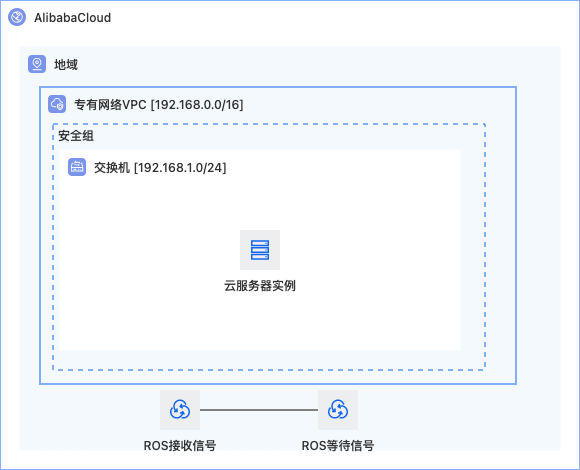 AlibabaCloud
地域
专有网络VPC [192.168.0.0/16]
安全组
交换机 [192.168.1.0/24]
云服务器实例
ROS接收信号
ROS等待信号